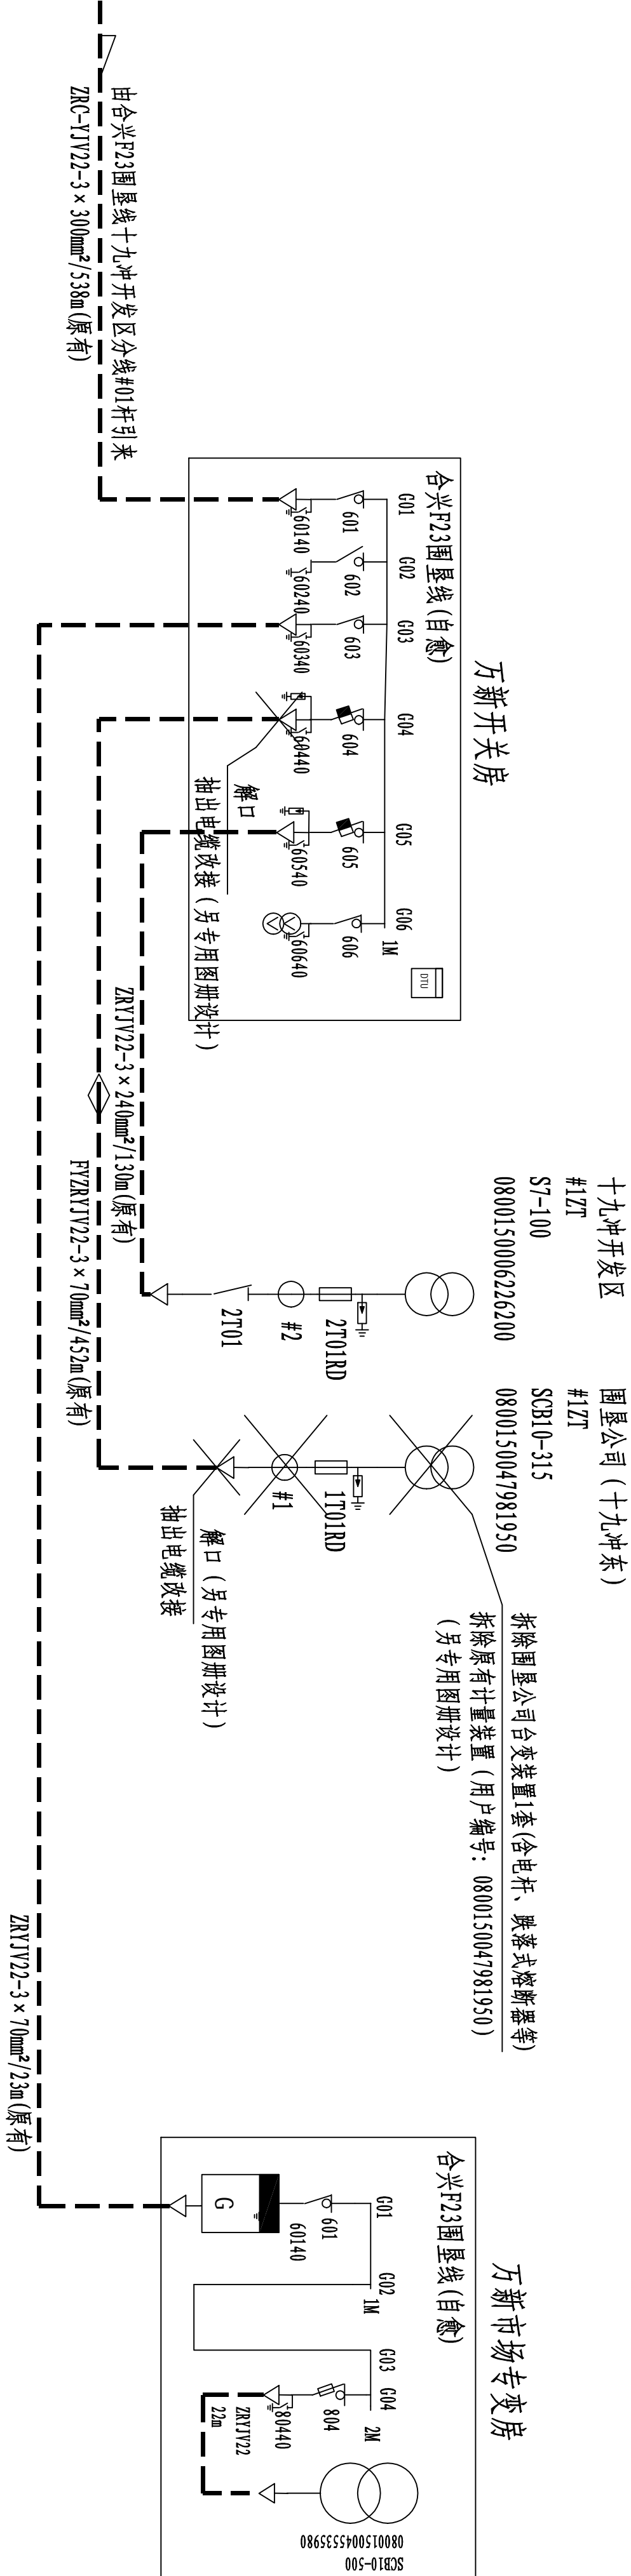 由合兴F23围垦线十九冲开发区分线#01杆引来
ZRC-YJV22-3×300mm²/538m(原有)
万新开关房
合兴F23围垦线(自愈)
G01
G02
G03
G04
G05
G06
1M
DTU
601
602
603
604
605
606
60140
60240
60340
60440
60540
60640
解口
抽出电缆改接（另专用图册设计）
ZRYJV22-3×240mm²/130m(原有)
FYZRYJV22-3×70mm²/452m(原有)
十九冲开发区
#1ZT
S7-100
0800150006226200
2T01RD
#2
2T01
围垦公司（十九冲东）
#1ZT
SCB10-315
0800150047981950
1T01RD
#1
解口（另专用图册设计）
抽出电缆改接
拆除围垦公司台变装置1套(含电杆、跌落式熔断器等)
拆除原有计量装置（用户编号：0800150047981950）
（另专用图册设计）
ZRYJV22-3×70mm²/23m(原有)
万新市场专变房
合兴F23围垦线(自愈)
G01
G02
1M
G03
G04
2M
601
60140
G
804
80440
ZRYJV22
22m
SCB10-500
0800150045535980